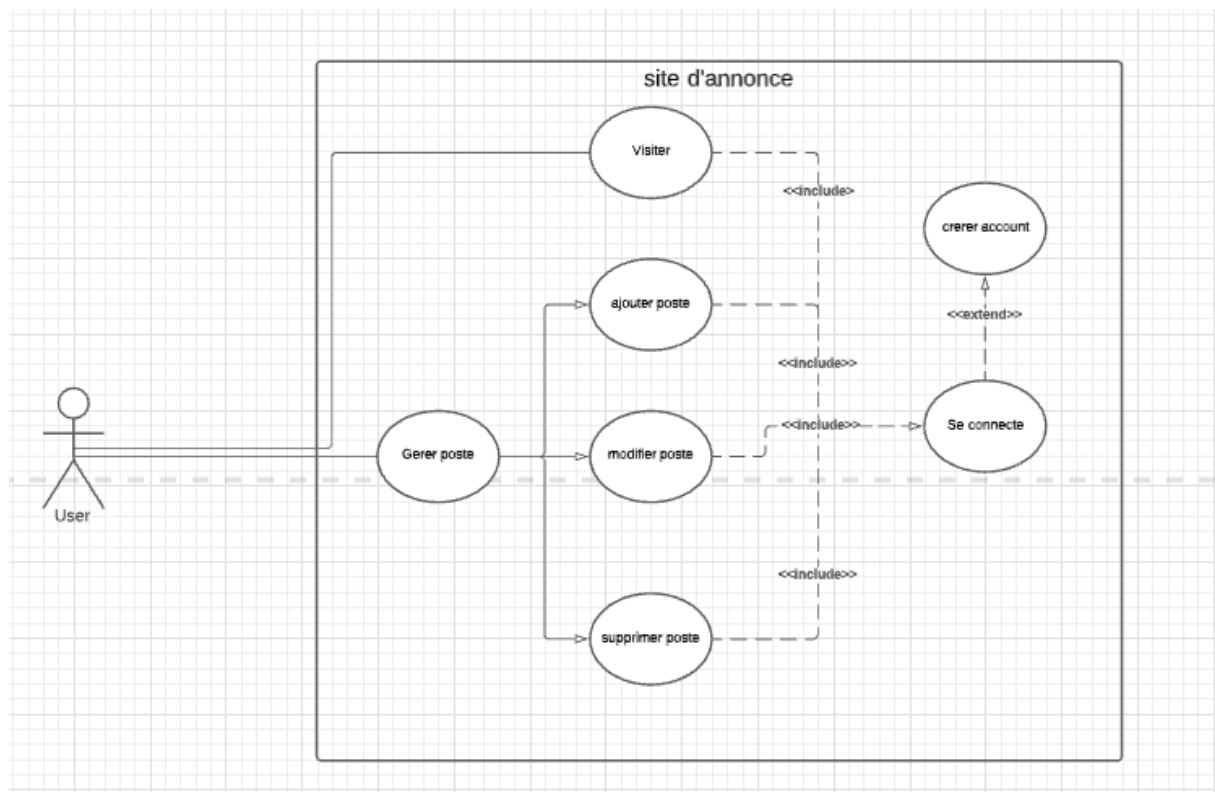 site d'annonce
Visiter
<<include>
crerer account
ajouter poste
<<extend>>
<<include>>
<<include>>
Se connecte
Gerer poste
modifier poste
User
<<include>>
supprimer poste